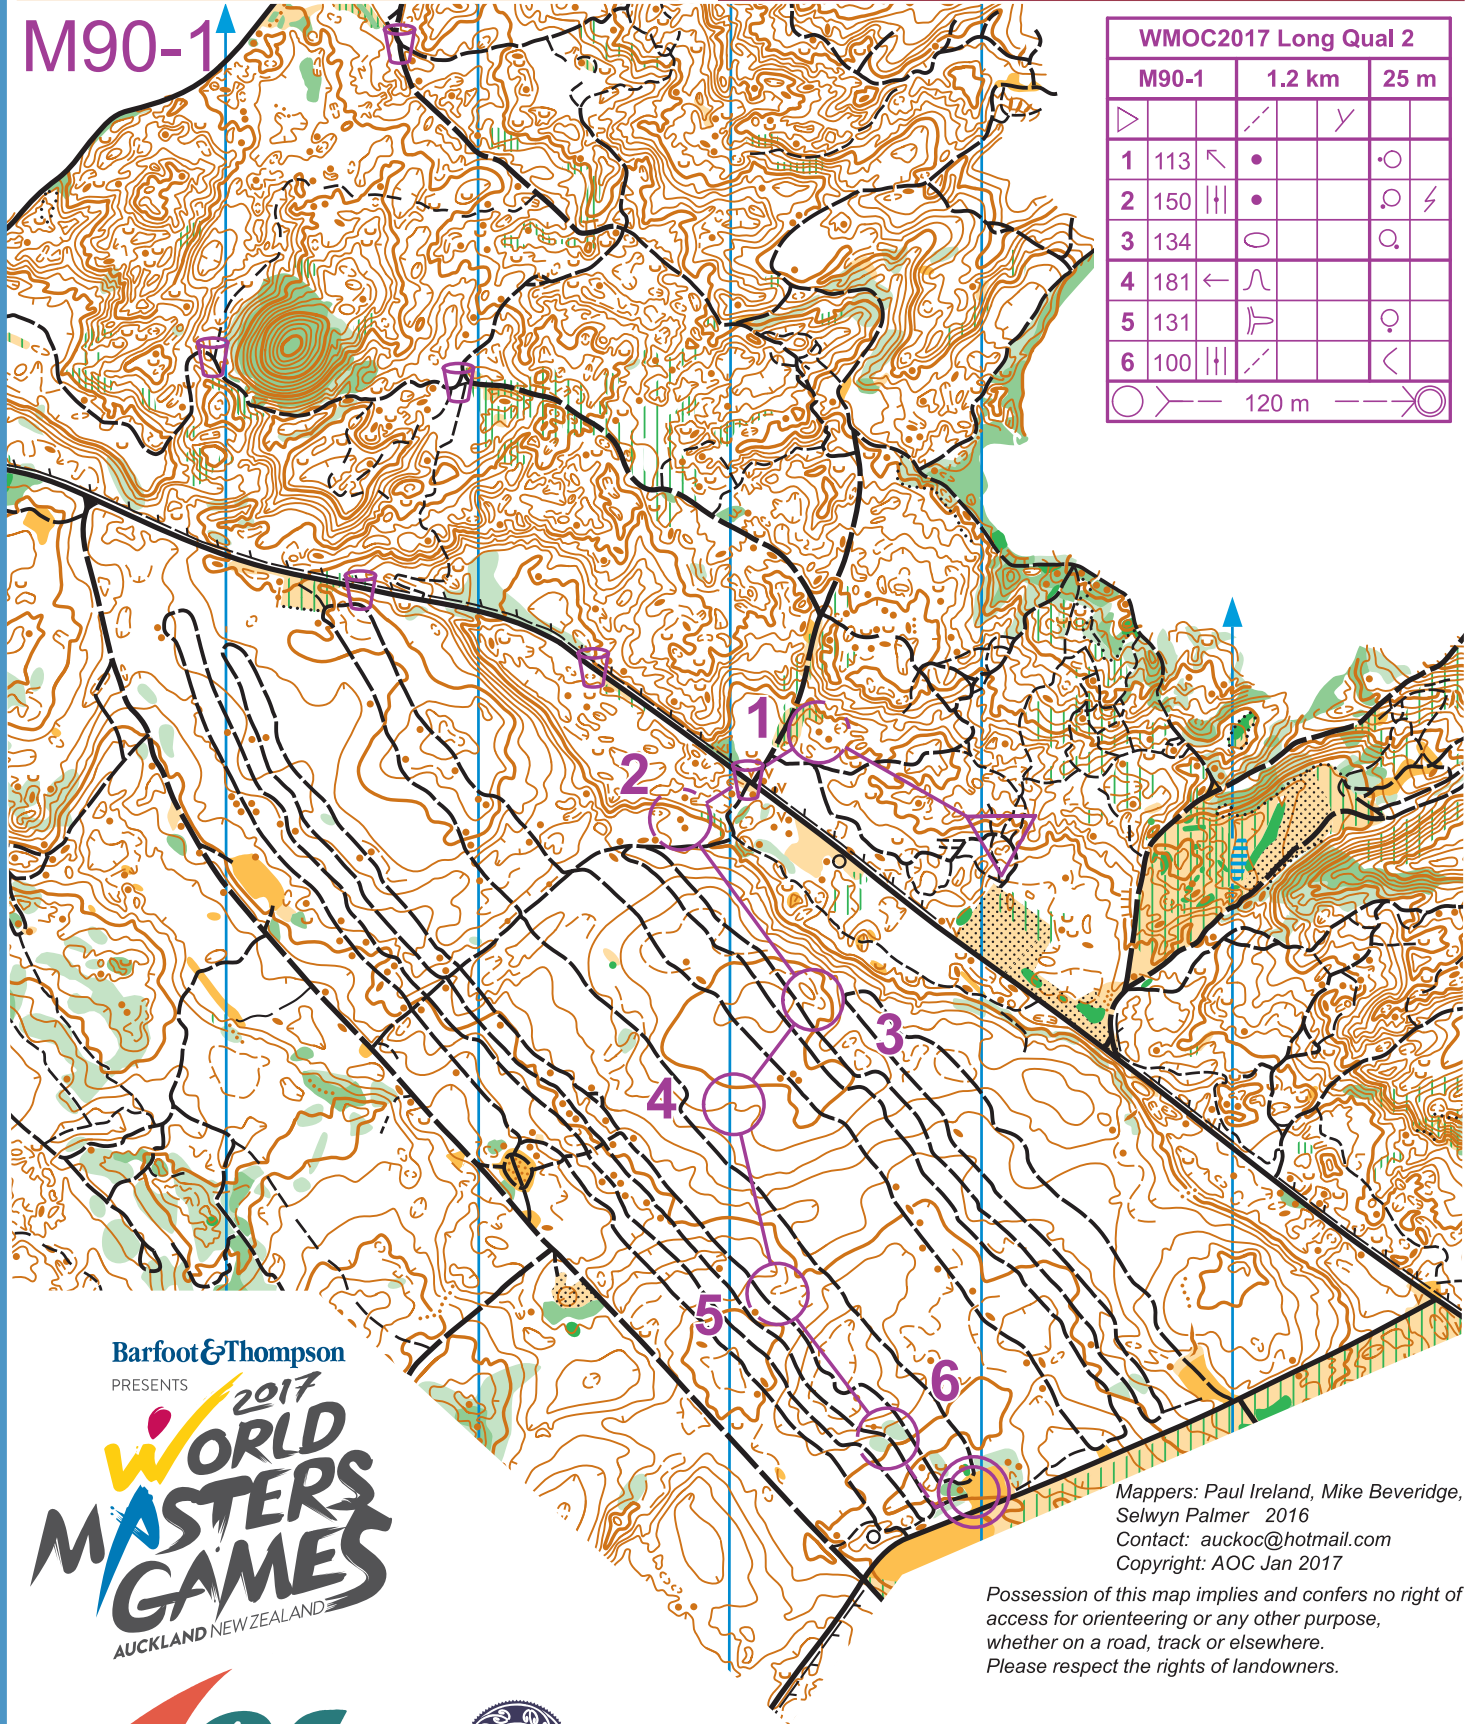 M90-1
WMOC2017 Long Qual 2
M90-1 1.2 km 25 m
1 113
2 150
3 134
4 181
5 131
6 100
120 m
1
2
3
4
5
6
Barfoot&Thompson
PRESENTS
2017
WORLD
MASTERS
GAMES
AUCKLAND NEW ZEALAND
Mappers: Paul Ireland, Mike Beveridge,
Selwyn Palmer 2016
Contact: auckoc@hotmail.com
Copyright: AOC Jan 2017
Possession of this map implies and confers no right of
access for orienteering or any other purpose,
whether on a road, track or elsewhere.
Please respect the rights of landowners.